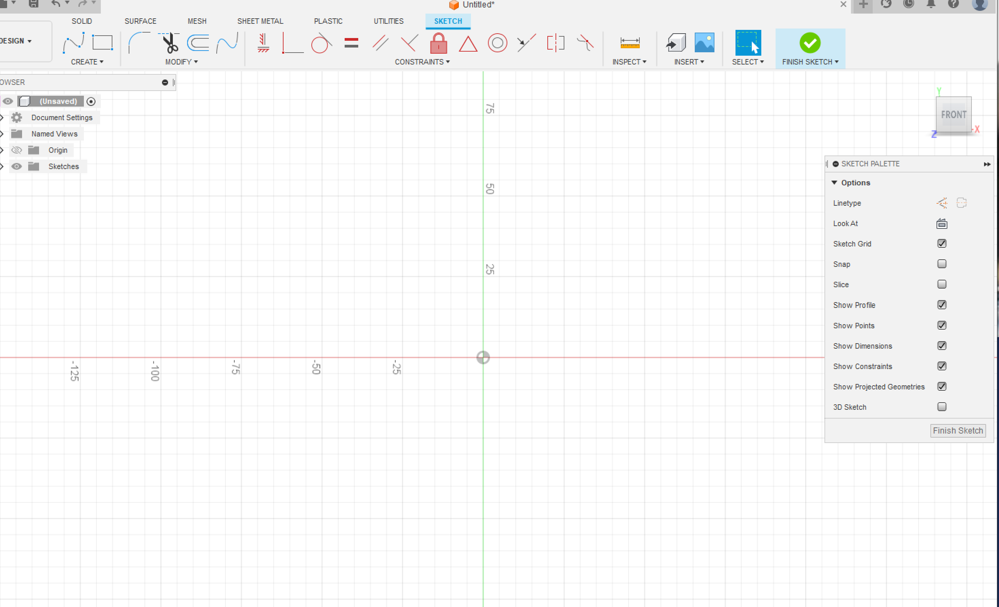 Untitled*
SOLID SURFACE MESH SHEET METAL PLASTIC UTILITIES SKETCH
DESIGN
CREATE MODIFY CONSTRAINTS INSPECT INSERT SELECT FINISH SKETCH
OWSER
(Unsaved)
Document Settings
Named Views
Origin
Sketches
75
50
25
-125 -100 -75 -50 -25
Y
FRONT
X
Z
SKETCH PALETTE
Options
Linetype
Look At
Sketch Grid
Snap
Slice
Show Profile
Show Points
Show Dimensions
Show Constraints
Show Projected Geometries
3D Sketch
Finish Sketch